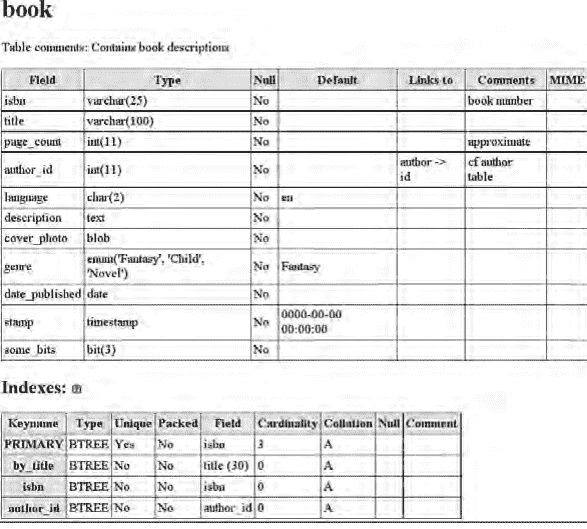 book
Table comments: Contains book descriptions
Field Type Null Default Links to Comments MIME
isbn varchar(25) No book number
title varchar(100) No
page_count int(11) No approximate
author_id int(11) No author -> id cf author table
language char(2) No en
description text No
cover_photo blob No
genre enum('Fantasy', 'Child', 'Novel') No Fantasy
date_published date No
stamp timestamp No 0000-00-00 00:00:00
some_bits bit(3) No
Indexes:
Keyname Type Unique Packed Field Cardinality Collation Null Comment
PRIMARY BTREE Yes No isbn 3 A
by_title BTREE No No title (30) 0 A
isbn BTREE No No isbn 0 A
author_id BTREE No No author_id 0 A